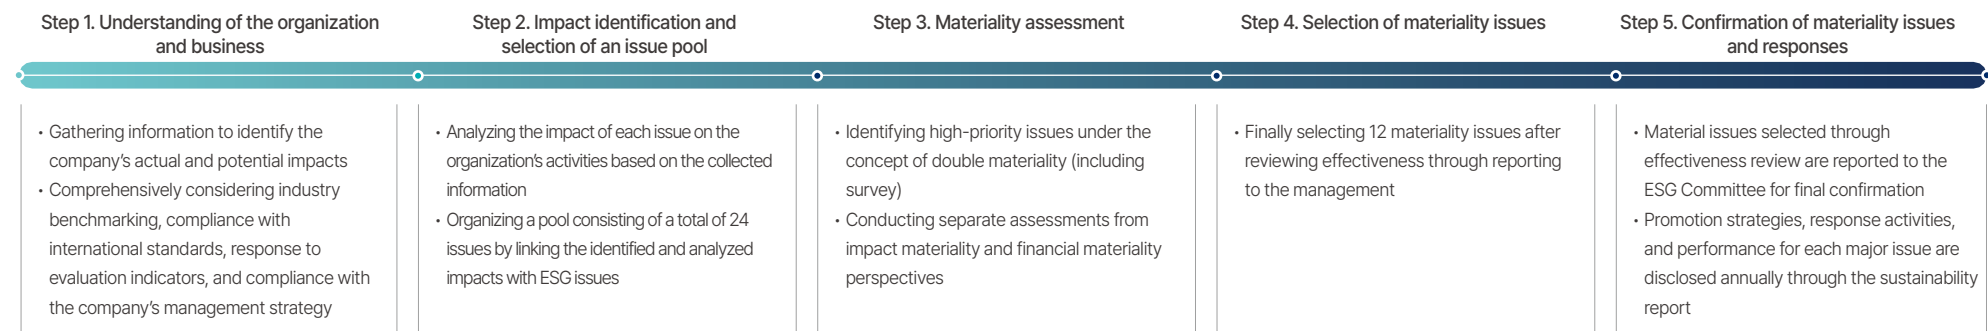 Step 1. Understanding of the organization
and business
• Gathering information to identify the
company's actual and potential impacts
• Comprehensively considering industry
benchmarking, compliance with
international standards, response to
evaluation indicators, and compliance with
the company's management strategy
Step 2. Impact identification and
selection of an issue pool
• Analyzing the impact of each issue on the
organization's activities based on the collected
information
• Organizing a pool consisting of a total of 24
issues by linking the identified and analyzed
impacts with ESG issues
Step 3. Materiality assessment
• Identifying high-priority issues under the
concept of double materiality (including
survey)
• Conducting separate assessments from
impact materiality and financial materiality
perspectives
Step 4. Selection of materiality issues
• Finally selecting 12 materiality issues after
reviewing effectiveness through reporting
to the management
Step 5. Confirmation of materiality issues
and responses
• Material issues selected through
effectiveness review are reported to the
ESG Committee for final confirmation
• Promotion strategies, response activities,
and performance for each major issue are
disclosed annually through the sustainability
report